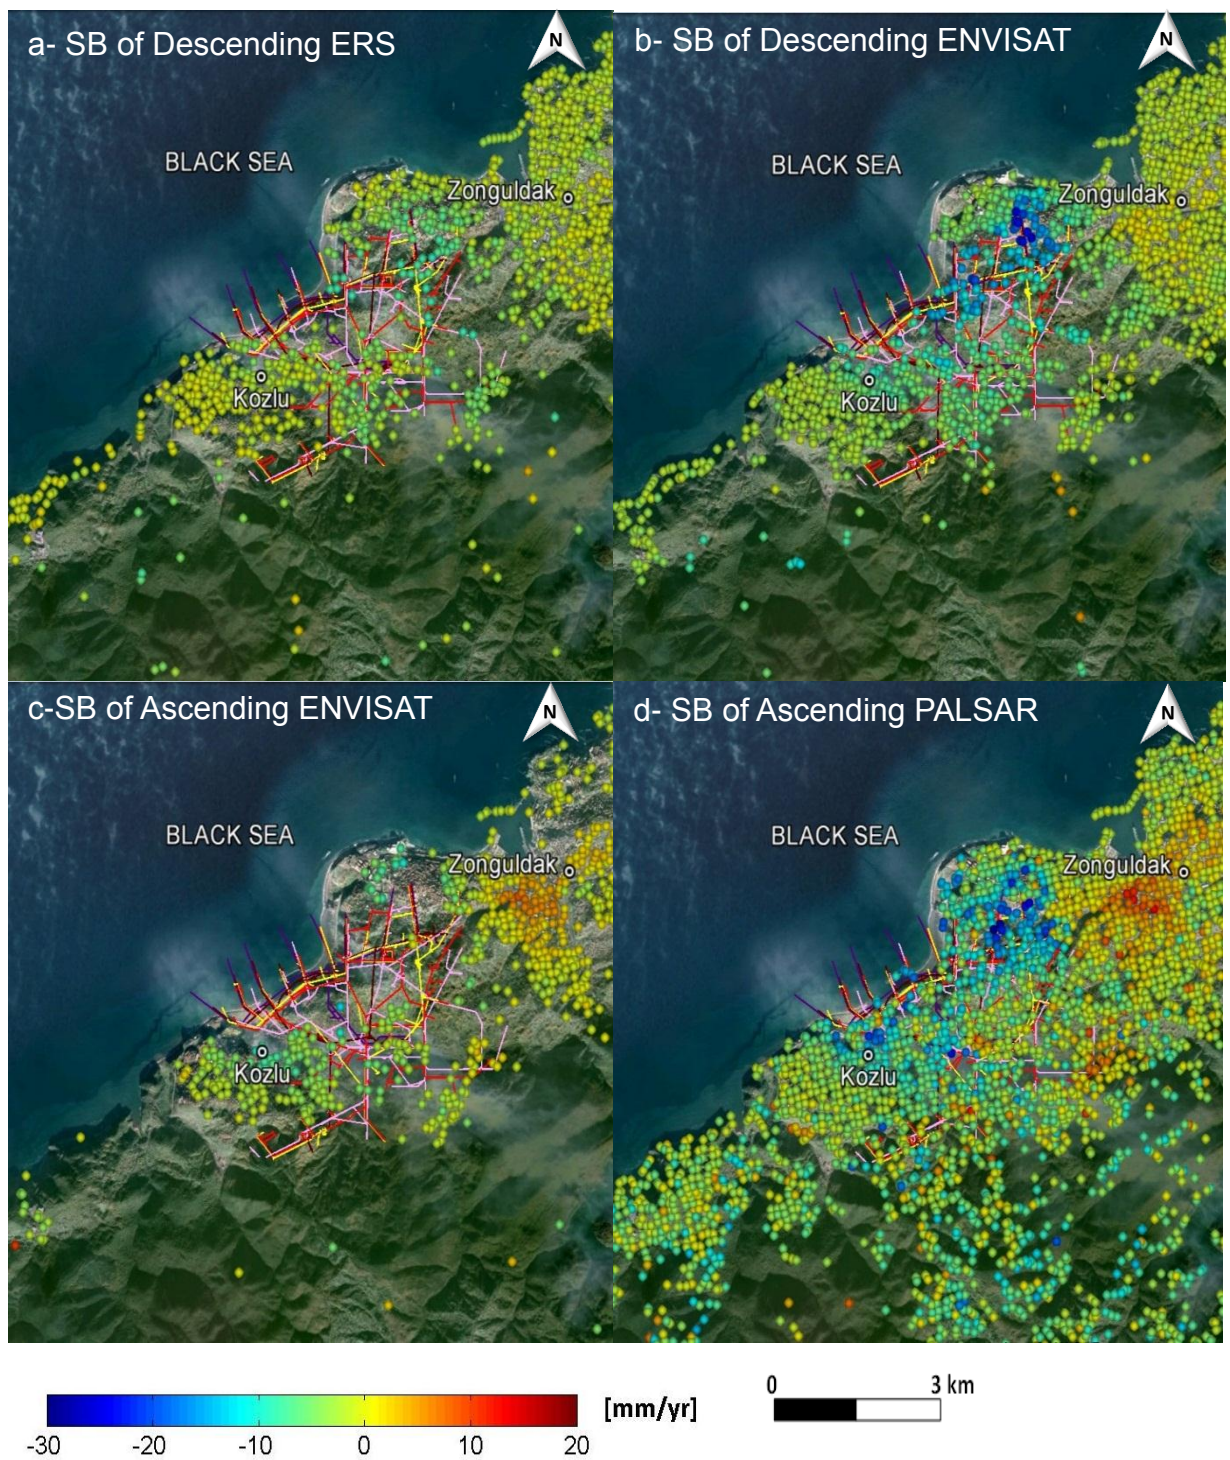 a- SB of Descending ERS
N
BLACK SEA
Zonguldak
Kozlu
b- SB of Descending ENVISAT
N
BLACK SEA
Zonguldak
Kozlu
c-SB of Ascending ENVISAT
N
BLACK SEA
Zonguldak
Kozlu
d- SB of Ascending PALSAR
N
BLACK SEA
Zonguldak
Kozlu
-30 -20 -10 0 10 20
[mm/yr]
0 3 km